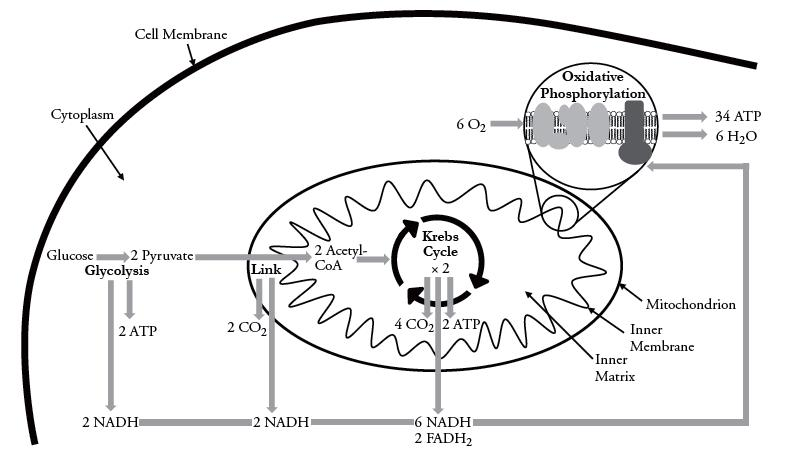 Cell Membrane
Oxidative
Phosphorylation
Cytoplasm
6 O₂
34 ATP
6 H₂O
Glucose
2 Pyruvate
Glycolysis
Link
2 Acetyl-
CoA
Krebs
Cycle
× 2
2 ATP
2 CO₂
4 CO₂
2 ATP
Mitochondrion
Inner
Membrane
Inner
Matrix
2 NADH
2 NADH
6 NADH
2 FADH₂